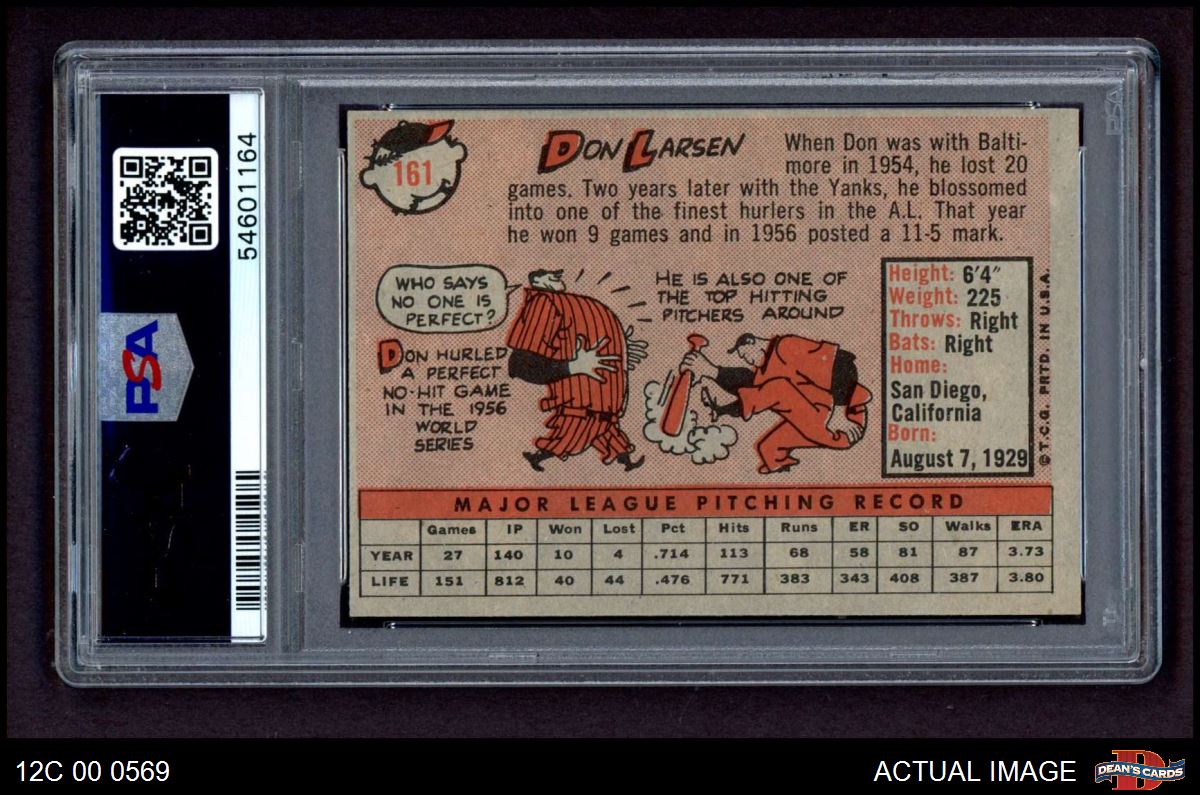 54601164
PSA
161
DON LARSEN
When Don was with Balti-
more in 1954, he lost 20
games. Two years later with the Yanks, he blossomed
into one of the finest hurlers in the A.L. That year
he won 9 games and in 1956 posted a 11-5 mark.
WHO SAYS
NO ONE IS
PERFECT?
DON HURLED
A PERFECT
NO-HIT GAME
IN THE 1956
WORLD
SERIES
HE IS ALSO ONE OF
THE TOP HITTING
PITCHERS AROUND
Height: 6'4"
Weight: 225
Throws: Right
Bats: Right
Home:
San Diego,
California
Born:
August 7, 1929
© T.C.G. PRTD. IN U.S.A.
MAJOR LEAGUE PITCHING RECORD
Games IP Won Lost Pct Hits Runs ER SO Walks ERA
YEAR 27 140 10 4 .714 113 68 58 81 87 3.73
LIFE 151 812 40 44 .476 771 383 343 408 387 3.80
PSA
12C 00 0569
ACTUAL IMAGE
D
DEAN'S CARDS